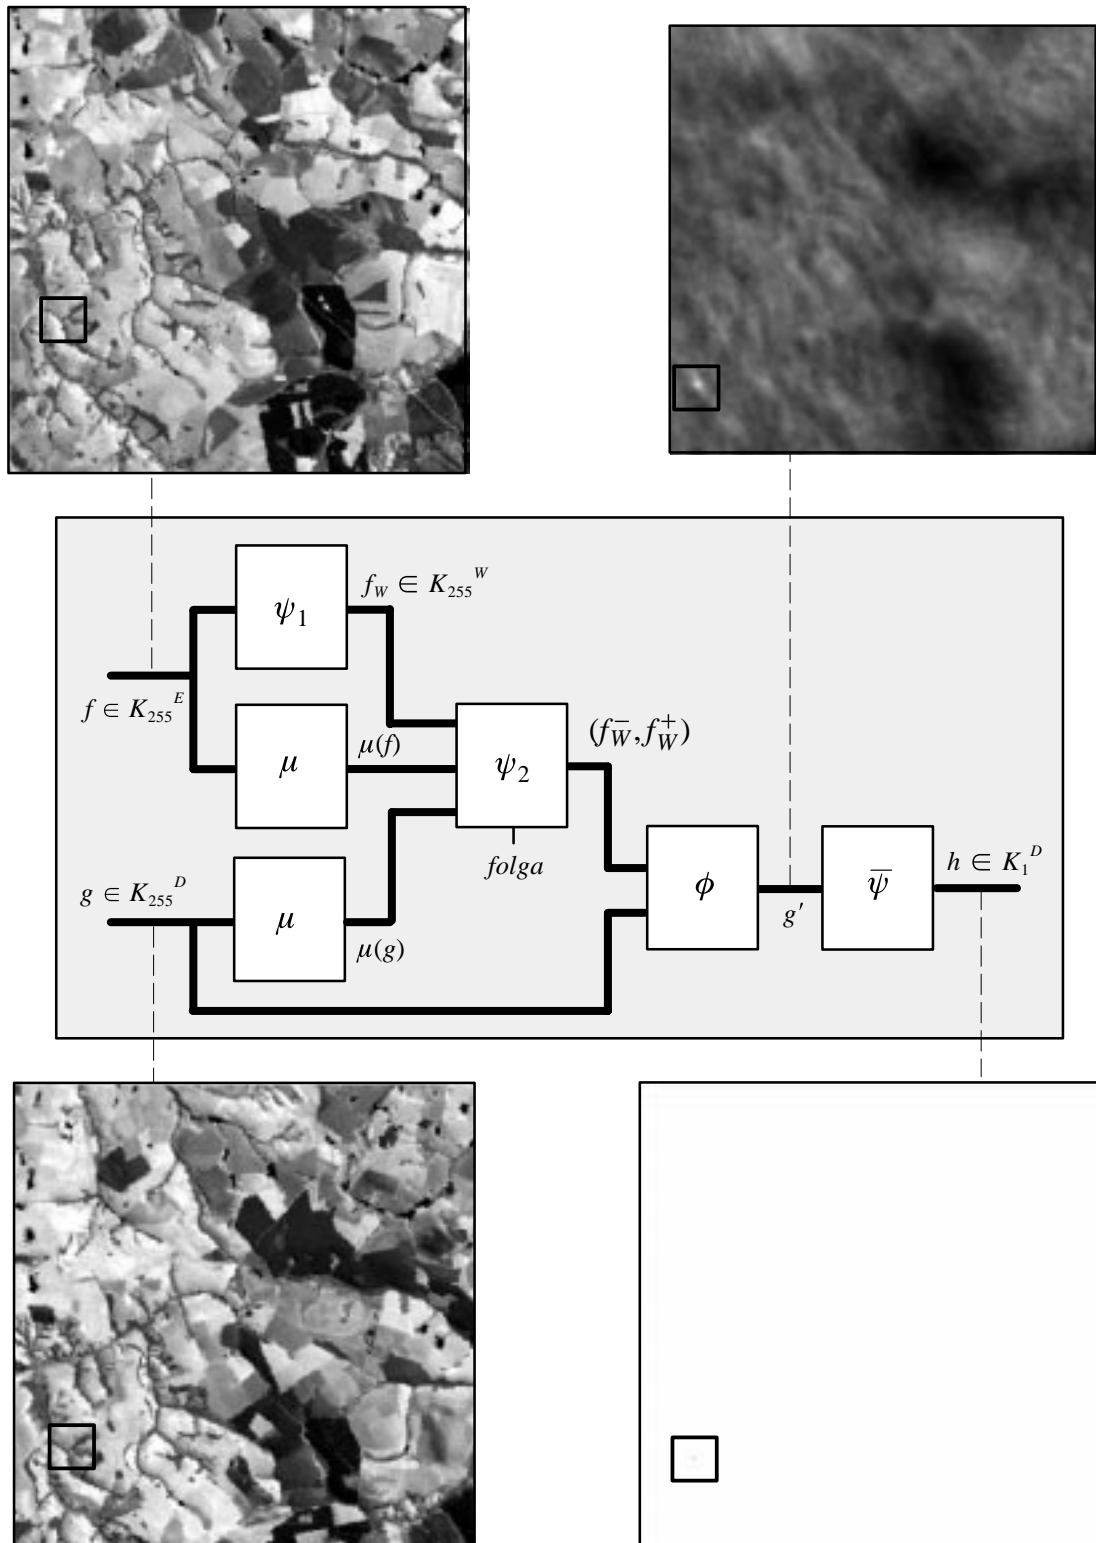 ψ₁
f_W ∈ K₂₅₅^W
f ∈ K₂₅₅^E
μ
μ(f)
ψ₂
(f_W^-, f_W^+)
folga
g ∈ K₂₅₅^D
μ
μ(g)
ϕ
g′
ψ̅
h ∈ K₁^D